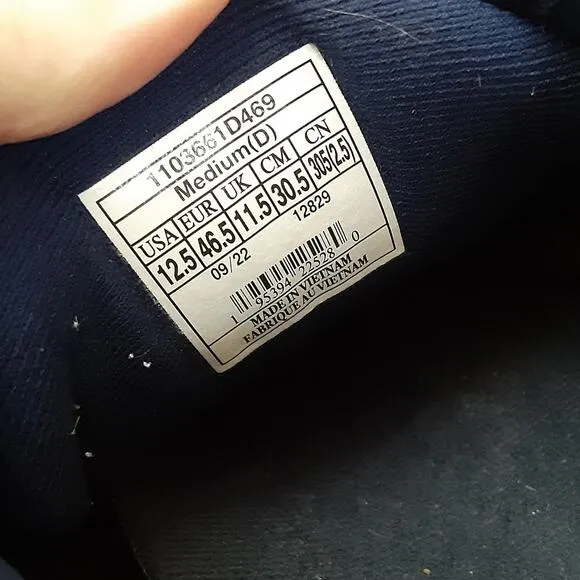 1103661D469
Medium(D)
USA EUR UK CM CN
12.5 46.5 11.5 30.5 305(2.5)
09/22 12829
1 95394 22528 0
MADE IN VIETNAM
FABRIQUE AU VIETNAM